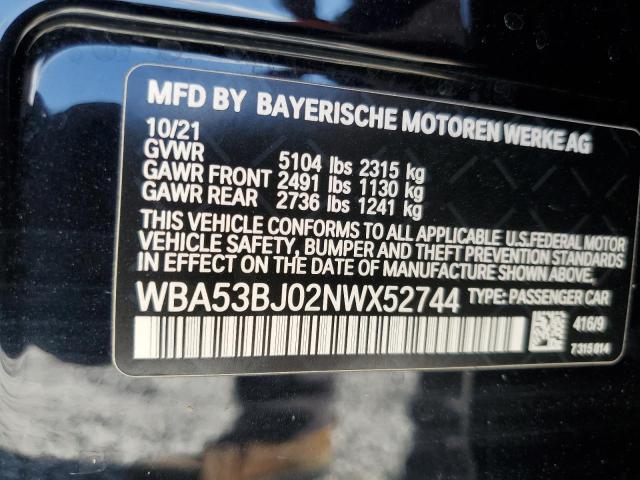 MFD BY BAYERISCHE MOTOREN WERKE AG
10/21
GVWR 5104 lbs 2315 kg
GAWR FRONT 2491 lbs 1130 kg
GAWR REAR 2736 lbs 1241 kg
THIS VEHICLE CONFORMS TO ALL APPLICABLE U.S.FEDERAL MOTOR
VEHICLE SAFETY, BUMPER AND THEFT PREVENTION STANDARDS
IN EFFECT ON THE DATE OF MANUFACTURE SHOWN ABOVE.
WBA53BJ02NWX52744 TYPE: PASSENGER CAR
416/9
7315014